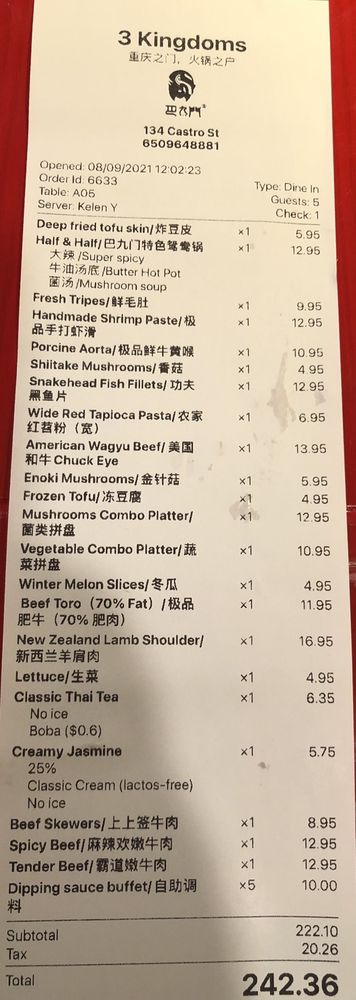 3 Kingdoms
重庆之门，火锅之户
巴九門®
134 Castro St
6509648881
Opened: 08/09/2021 12:02:23
Order Id: 6633 Type: Dine In
Table: A05 Guests: 5
Server: Kelen Y Check: 1
Deep fried tofu skin/炸豆皮 ×1 5.95
Half & Half/巴九门特色鸳鸯锅 ×1 12.95
大辣 /Super spicy
牛油汤底 /Butter Hot Pot
菌汤 /Mushroom soup
Fresh Tripes/鲜毛肚 ×1 9.95
Handmade Shrimp Paste/极 ×1 12.95
品手打虾滑
Porcine Aorta/极品鲜牛黄喉 ×1 10.95
Shiitake Mushrooms/香菇 ×1 4.95
Snakehead Fish Fillets/功夫 ×1 12.95
黑鱼片
Wide Red Tapioca Pasta/农家 ×1 6.95
红苕粉（宽）
American Wagyu Beef/美国 ×1 13.95
和牛 Chuck Eye
Enoki Mushrooms/金针菇 ×1 5.95
Frozen Tofu/冻豆腐 ×1 4.95
Mushrooms Combo Platter/ ×1 12.95
菌类拼盘
Vegetable Combo Platter/蔬 ×1 10.95
菜拼盘
Winter Melon Slices/冬瓜 ×1 4.95
Beef Toro（70% Fat）/极品 ×1 11.95
肥牛（70% 肥肉）
New Zealand Lamb Shoulder/ ×1 16.95
新西兰羊肩肉
Lettuce/生菜 ×1 4.95
Classic Thai Tea ×1 6.35
No ice
Boba ($0.6)
Creamy Jasmine ×1 5.75
25%
Classic Cream (lactos-free)
No ice
Beef Skewers/上上签牛肉 ×1 8.95
Spicy Beef/麻辣欢嫩牛肉 ×1 12.95
Tender Beef/霸道嫩牛肉 ×1 12.95
Dipping sauce buffet/自助调 ×5 10.00
料
Subtotal 222.10
Tax 20.26
Total 242.36